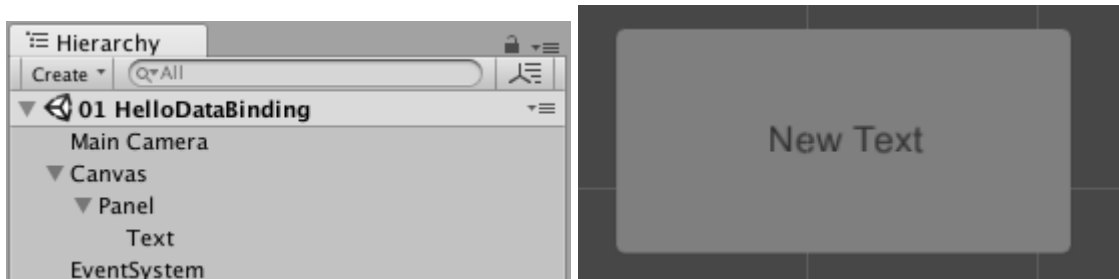 Hierarchy
Create All
01 HelloDataBinding
Main Camera
Canvas
Panel
Text
EventSystem
New Text